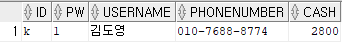 ID PW USERNAME PHONENUMBER CASH
1 k 1 김도영 010-7688-8774 2800